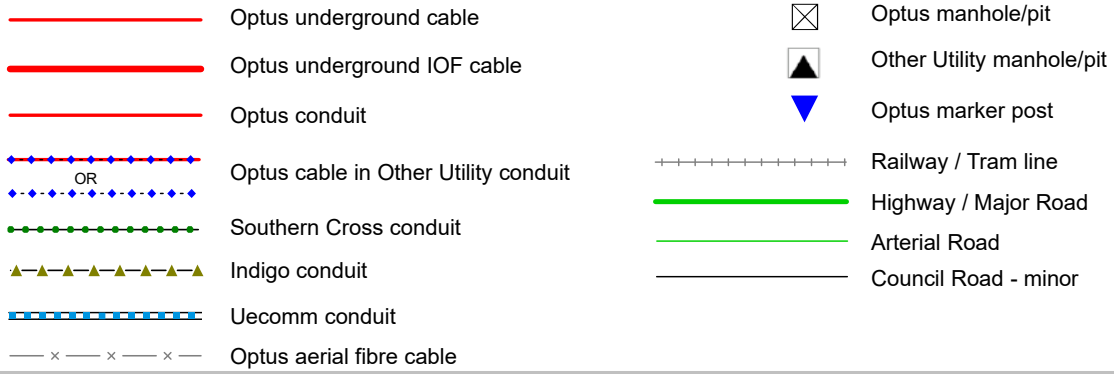 Optus underground cable
Optus underground IOF cable
Optus conduit
OR
Optus cable in Other Utility conduit
Southern Cross conduit
Indigo conduit
Uecomm conduit
Optus aerial fibre cable
Optus manhole/pit
Other Utility manhole/pit
Optus marker post
Railway / Tram line
Highway / Major Road
Arterial Road
Council Road - minor